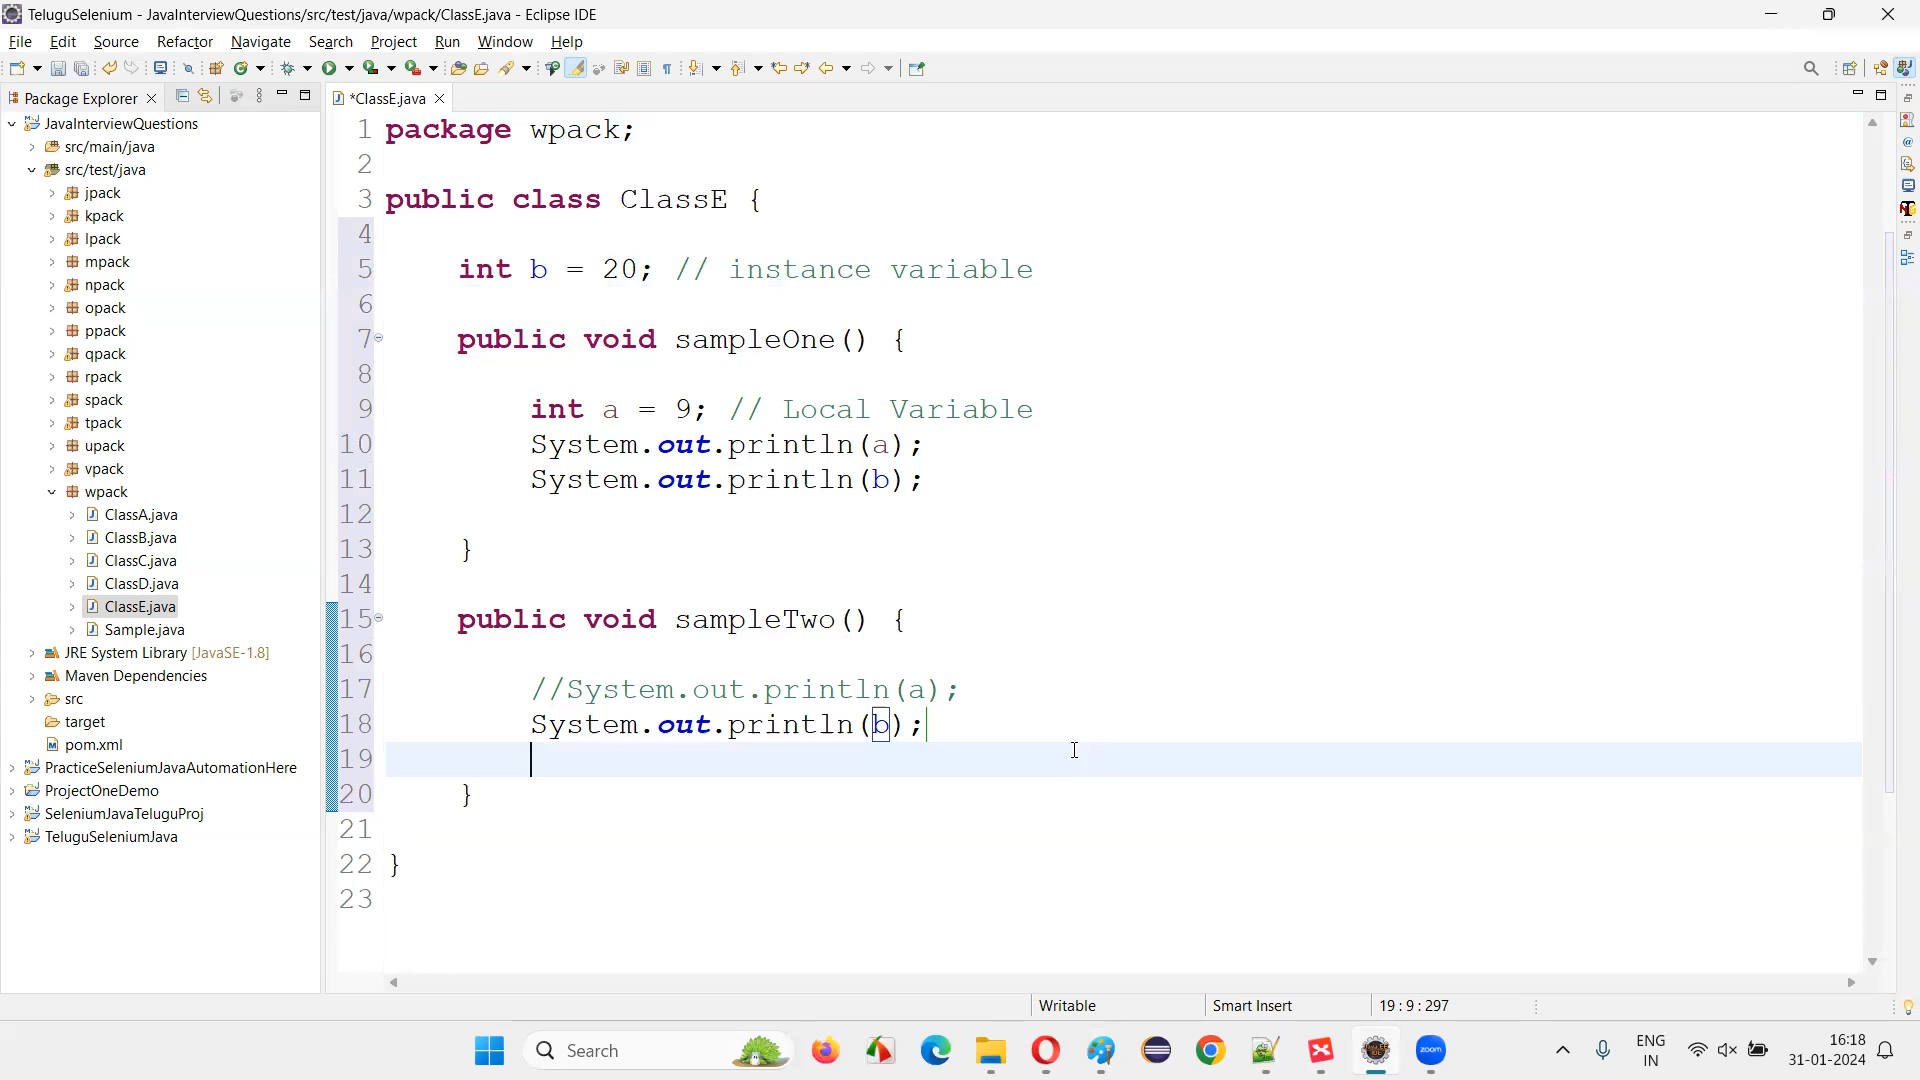 TeluguSelenium - JavaInterviewQuestions/src/test/java/wpack/ClassE.java - Eclipse IDE
File Edit Source Refactor Navigate Search Project Run Window Help
Package Explorer
*ClassE.java
JavaInterviewQuestions
src/main/java
src/test/java
jpack
kpack
lpack
mpack
npack
opack
ppack
qpack
rpack
spack
tpack
upack
vpack
wpack
ClassA.java
ClassB.java
ClassC.java
ClassD.java
ClassE.java
Sample.java
JRE System Library [JavaSE-1.8]
Maven Dependencies
src
target
pom.xml
PracticeSeleniumJavaAutomationHere
ProjectOneDemo
SeleniumJavaTeluguProj
TeluguSeleniumJava
1 package wpack;
2
3 public class ClassE {
4
5 int b = 20; // instance variable
6
7 public void sampleOne() {
8
9 int a = 9; // Local Variable
10 System.out.println(a);
11 System.out.println(b);
12
13 }
14
15 public void sampleTwo() {
16
17 //System.out.println(a);
18 System.out.println(b);
19
20 }
21
22 }
23
Writable Smart Insert 19 : 9 : 297
Search
zoom
ENG
IN
16:18
31-01-2024